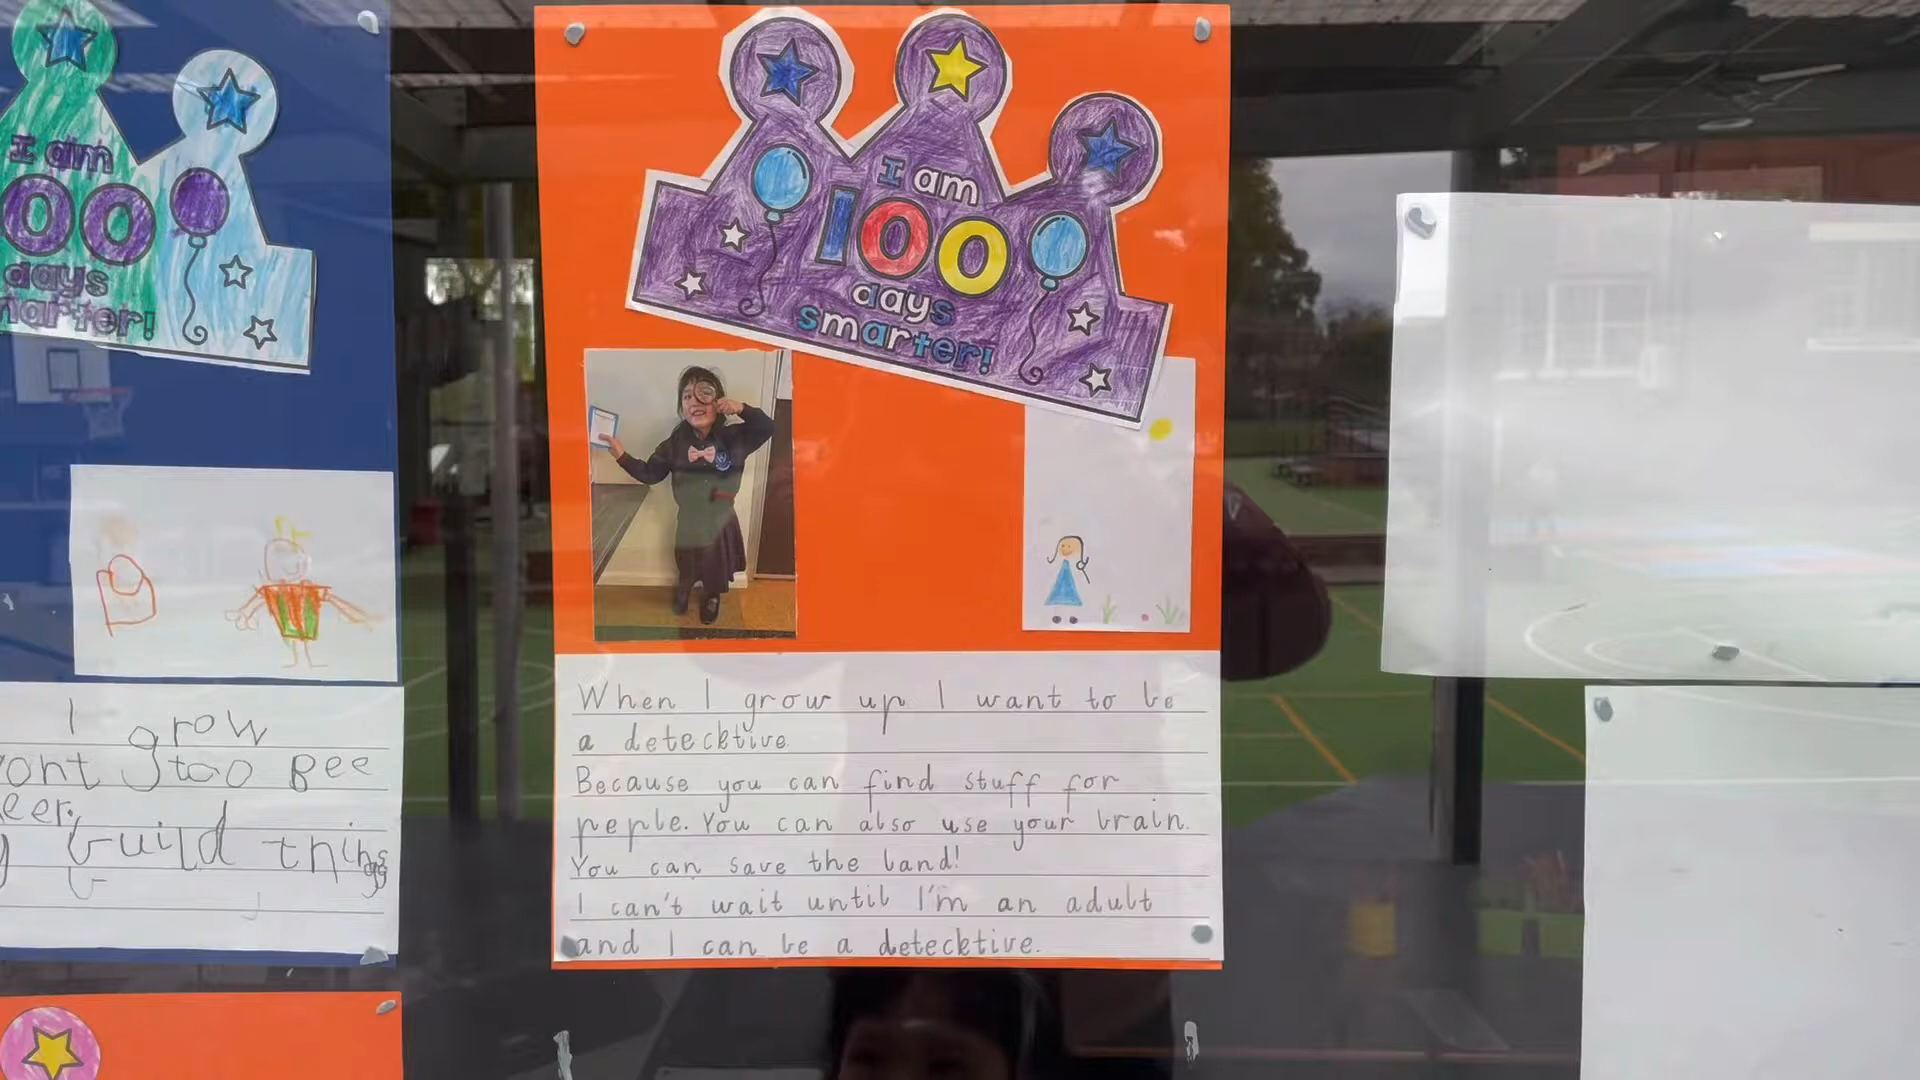 I am
00
days
marter!
I grow
ont too Bee
eer.
build things
I am
100
days
smarter!
When I grow up I want to be
a detecktive.
Because you can find stuff for
peple. You can also use your brain.
You can save the land!
I can't wait until I'm an adult
and I can be a detecktive.